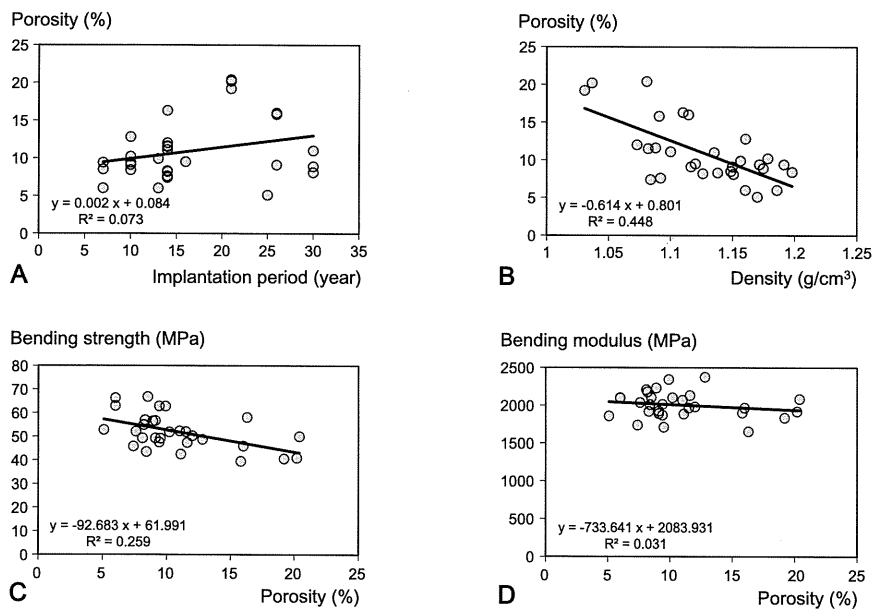 Porosity (%)
25
20
15
10
5
0
y = 0.002 x + 0.084
R² = 0.073
0 5 10 15 20 25 30 35
A Implantation period (year)
Porosity (%)
25
20
15
10
5
0
y = -0.614 x + 0.801
R² = 0.448
1 1.05 1.1 1.15 1.2 1.25
B Density (g/cm³)
Bending strength (MPa)
80
70
60
50
40
30
20
10
0
y = -92.683 x + 61.991
R² = 0.259
0 5 10 15 20 25
C Porosity (%)
Bending modulus (MPa)
2500
2000
1500
1000
500
0
y = -733.641 x + 2083.931
R² = 0.031
0 5 10 15 20 25
D Porosity (%)